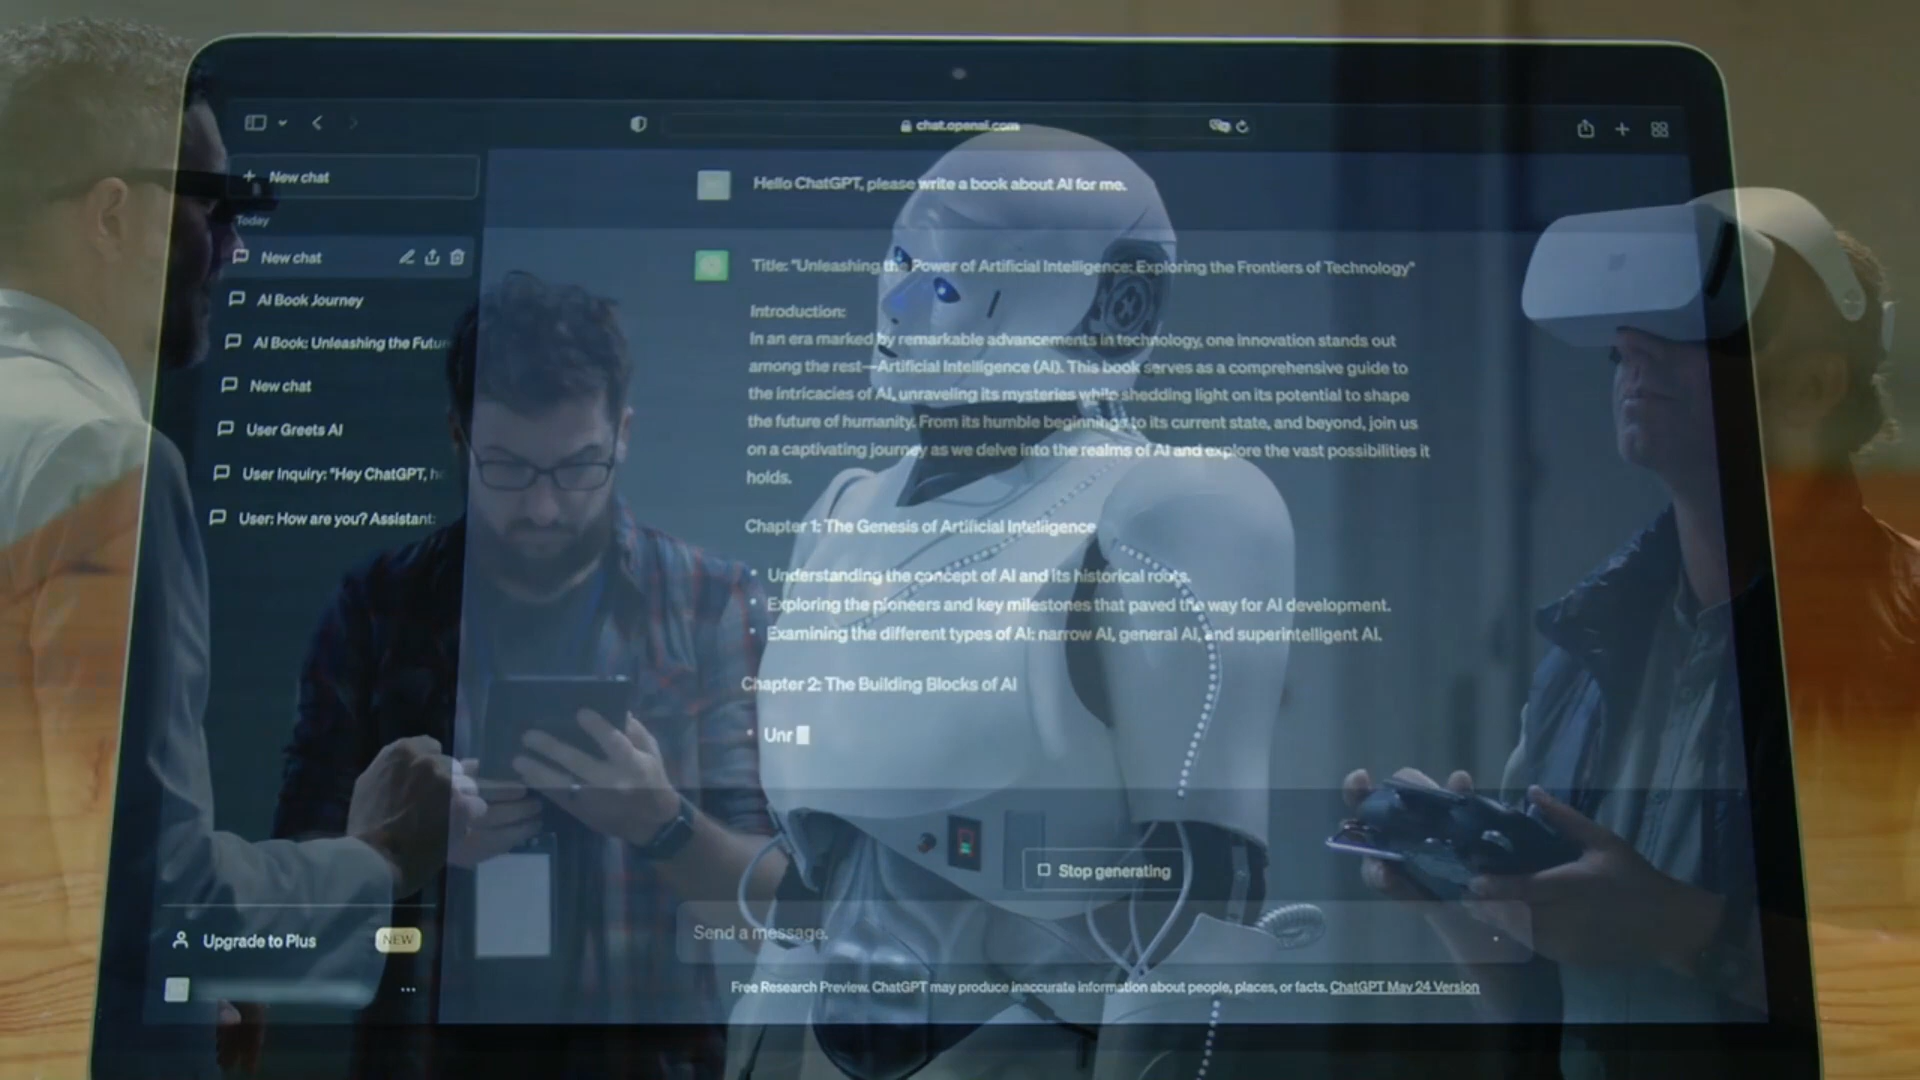 chat.openai.com
New chat
Today
New chat
AI Book Journey
AI Book: Unleashing the Futur
New chat
User Greets AI
User Inquiry: "Hey ChatGPT, h
User: How are you? Assistant:
Upgrade to Plus
NEW
Hello ChatGPT, please write a book about AI for me.
Title: "Unleashing the Power of Artificial Intelligence: Exploring the Frontiers of Technology"
Introduction:
In an era marked by remarkable advancements in technology, one innovation stands out
among the rest—Artificial Intelligence (AI). This book serves as a comprehensive guide to
the intricacies of AI, unraveling its mysteries while shedding light on its potential to shape
the future of humanity. From its humble beginnings to its current state, and beyond, join us
on a captivating journey as we delve into the realms of AI and explore the vast possibilities it
holds.
Chapter 1: The Genesis of Artificial Intelligence
• Understanding the concept of AI and its historical roots.
• Exploring the pioneers and key milestones that paved the way for AI development.
• Examining the different types of AI: narrow AI, general AI, and superintelligent AI.
Chapter 2: The Building Blocks of AI
• Unr
Stop generating
Send a message.
Free Research Preview. ChatGPT may produce inaccurate information about people, places, or facts. ChatGPT May 24 Version